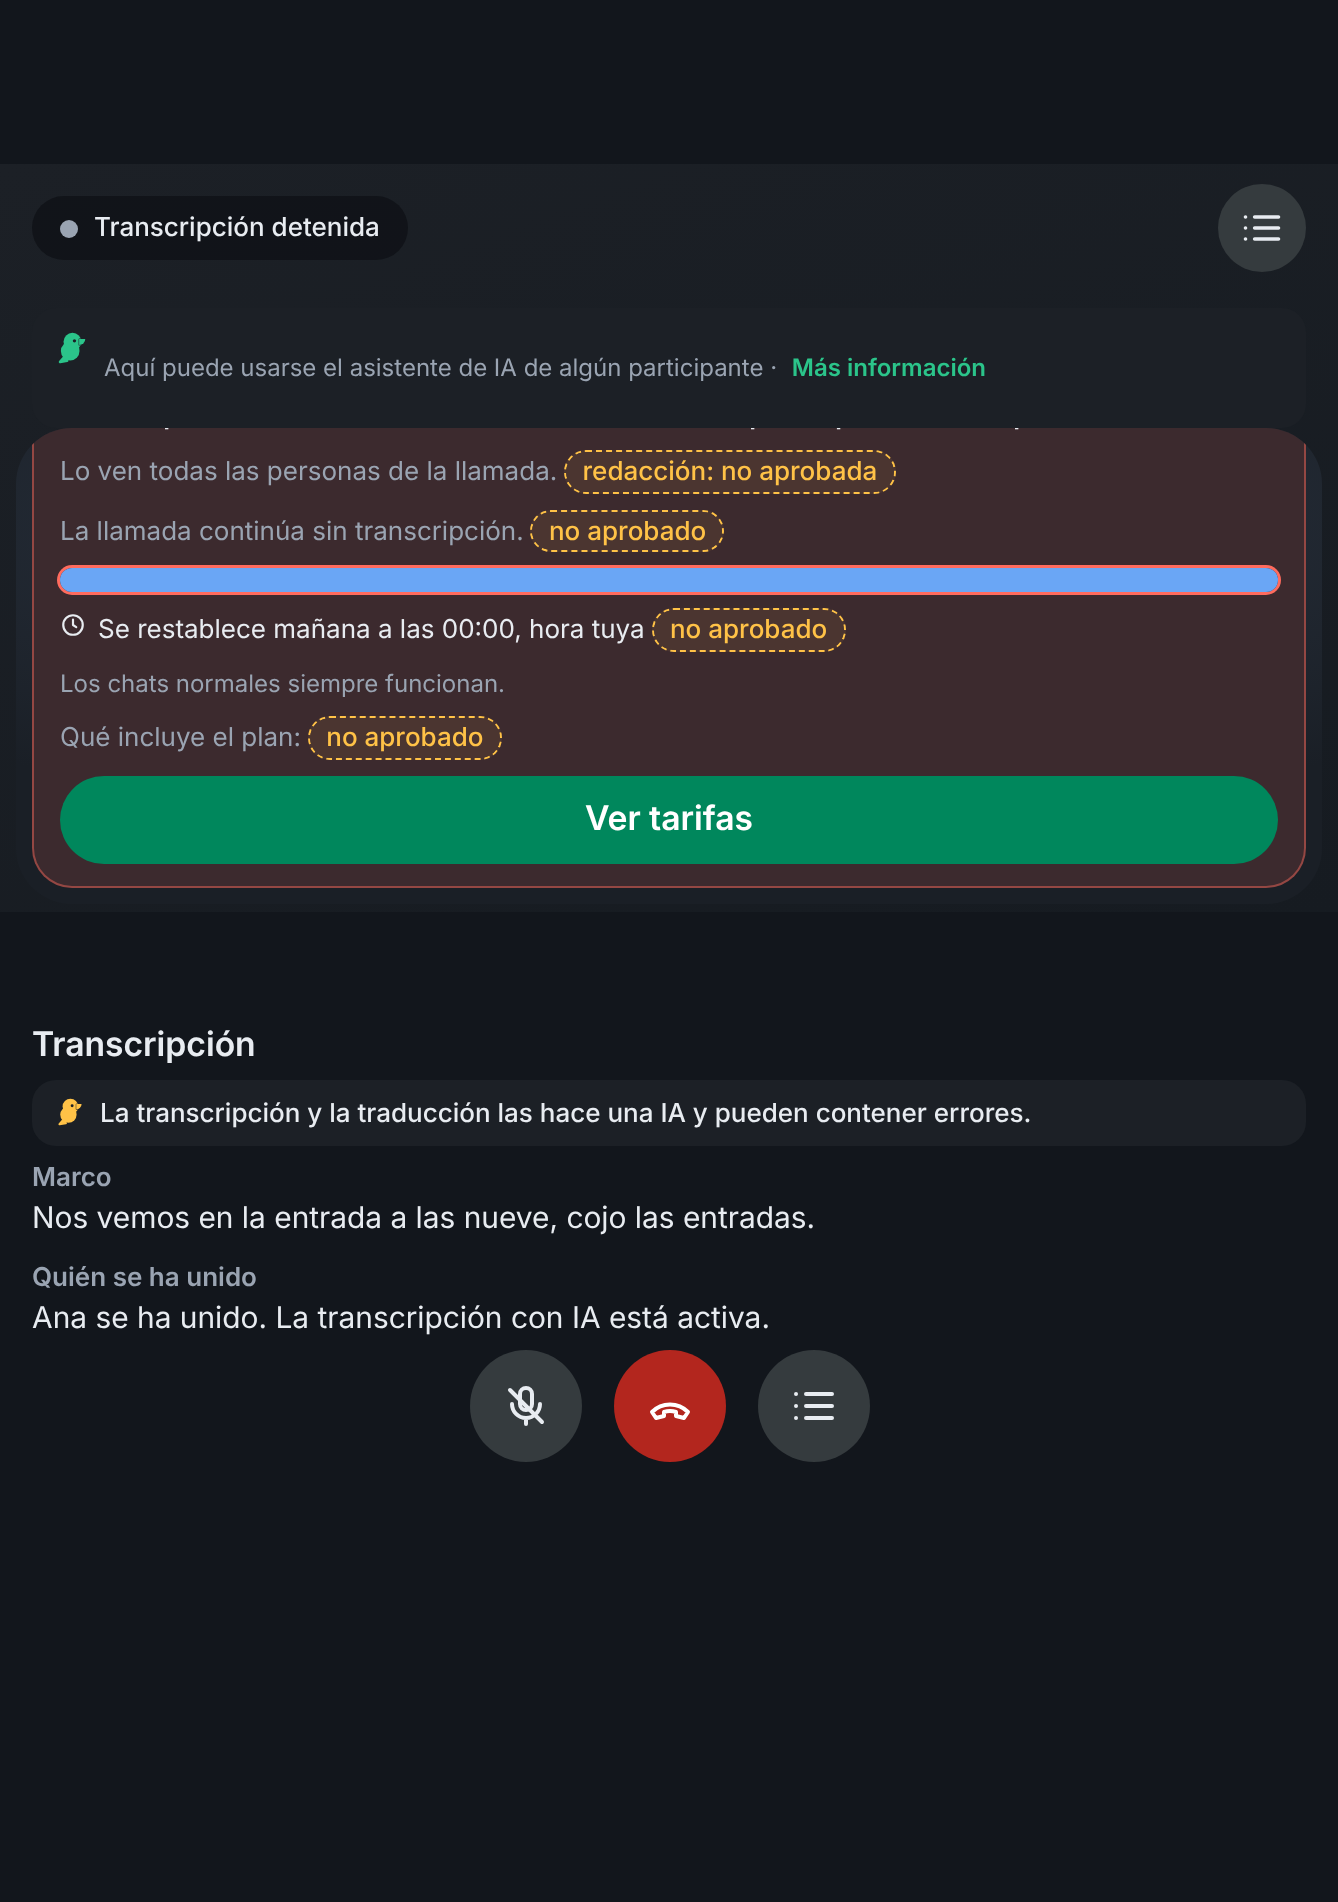 Transcripción detenida
Aquí puede usarse el asistente de IA de algún participante · Más información
Lo ven todas las personas de la llamada. redacción: no aprobada
La llamada continúa sin transcripción. no aprobado
Se restablece mañana a las 00:00, hora tuya no aprobado
Los chats normales siempre funcionan.
Qué incluye el plan: no aprobado
Ver tarifas
Transcripción
La transcripción y la traducción las hace una IA y pueden contener errores.
Marco
Nos vemos en la entrada a las nueve, cojo las entradas.
Quién se ha unido
Ana se ha unido. La transcripción con IA está activa.